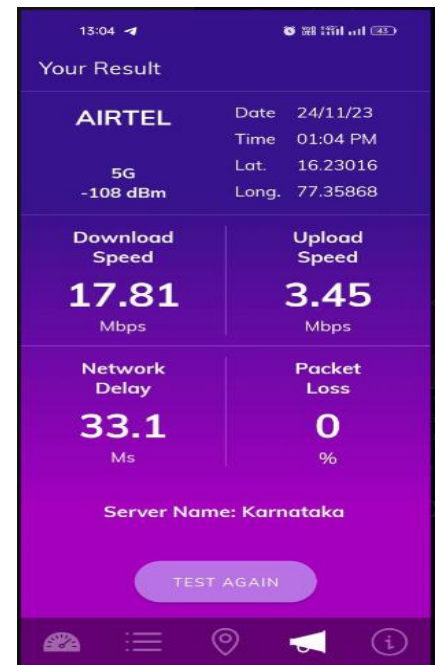 13:04
43
Your Result
AIRTEL
5G
-108 dBm
Date 24/11/23
Time 01:04 PM
Lat. 16.23016
Long. 77.35868
Download
Speed
17.81
Mbps
Upload
Speed
3.45
Mbps
Network
Delay
33.1
Ms
Packet
Loss
0
%
Server Name: Karnataka
TEST AGAIN